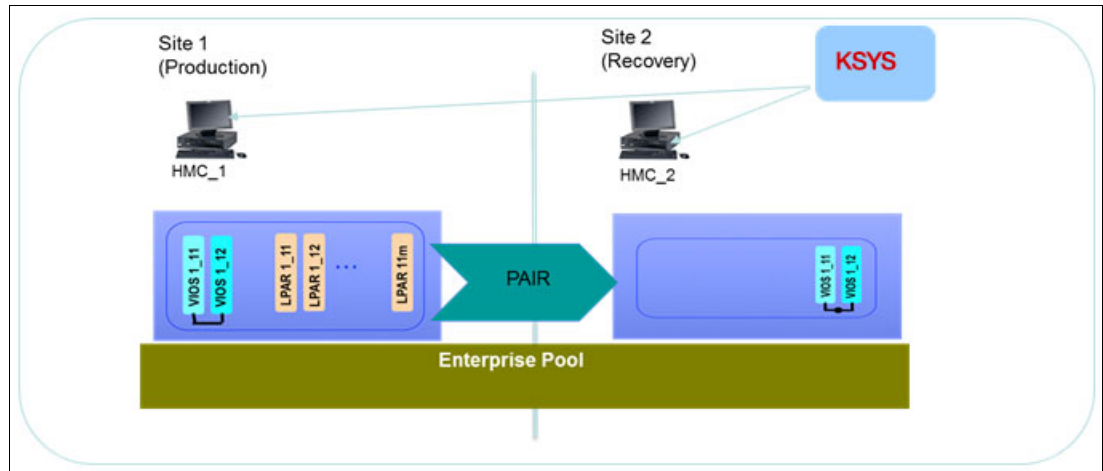 Site 1
(Production)
Site 2
(Recovery)
KSYS
HMC_1
HMC_2
VIOS 1_11
VIOS 1_12
LPAR 1_11
LPAR 1_12
...
LPAR 11m
PAIR
VIOS 1_11
VIOS 1_12
Enterprise Pool